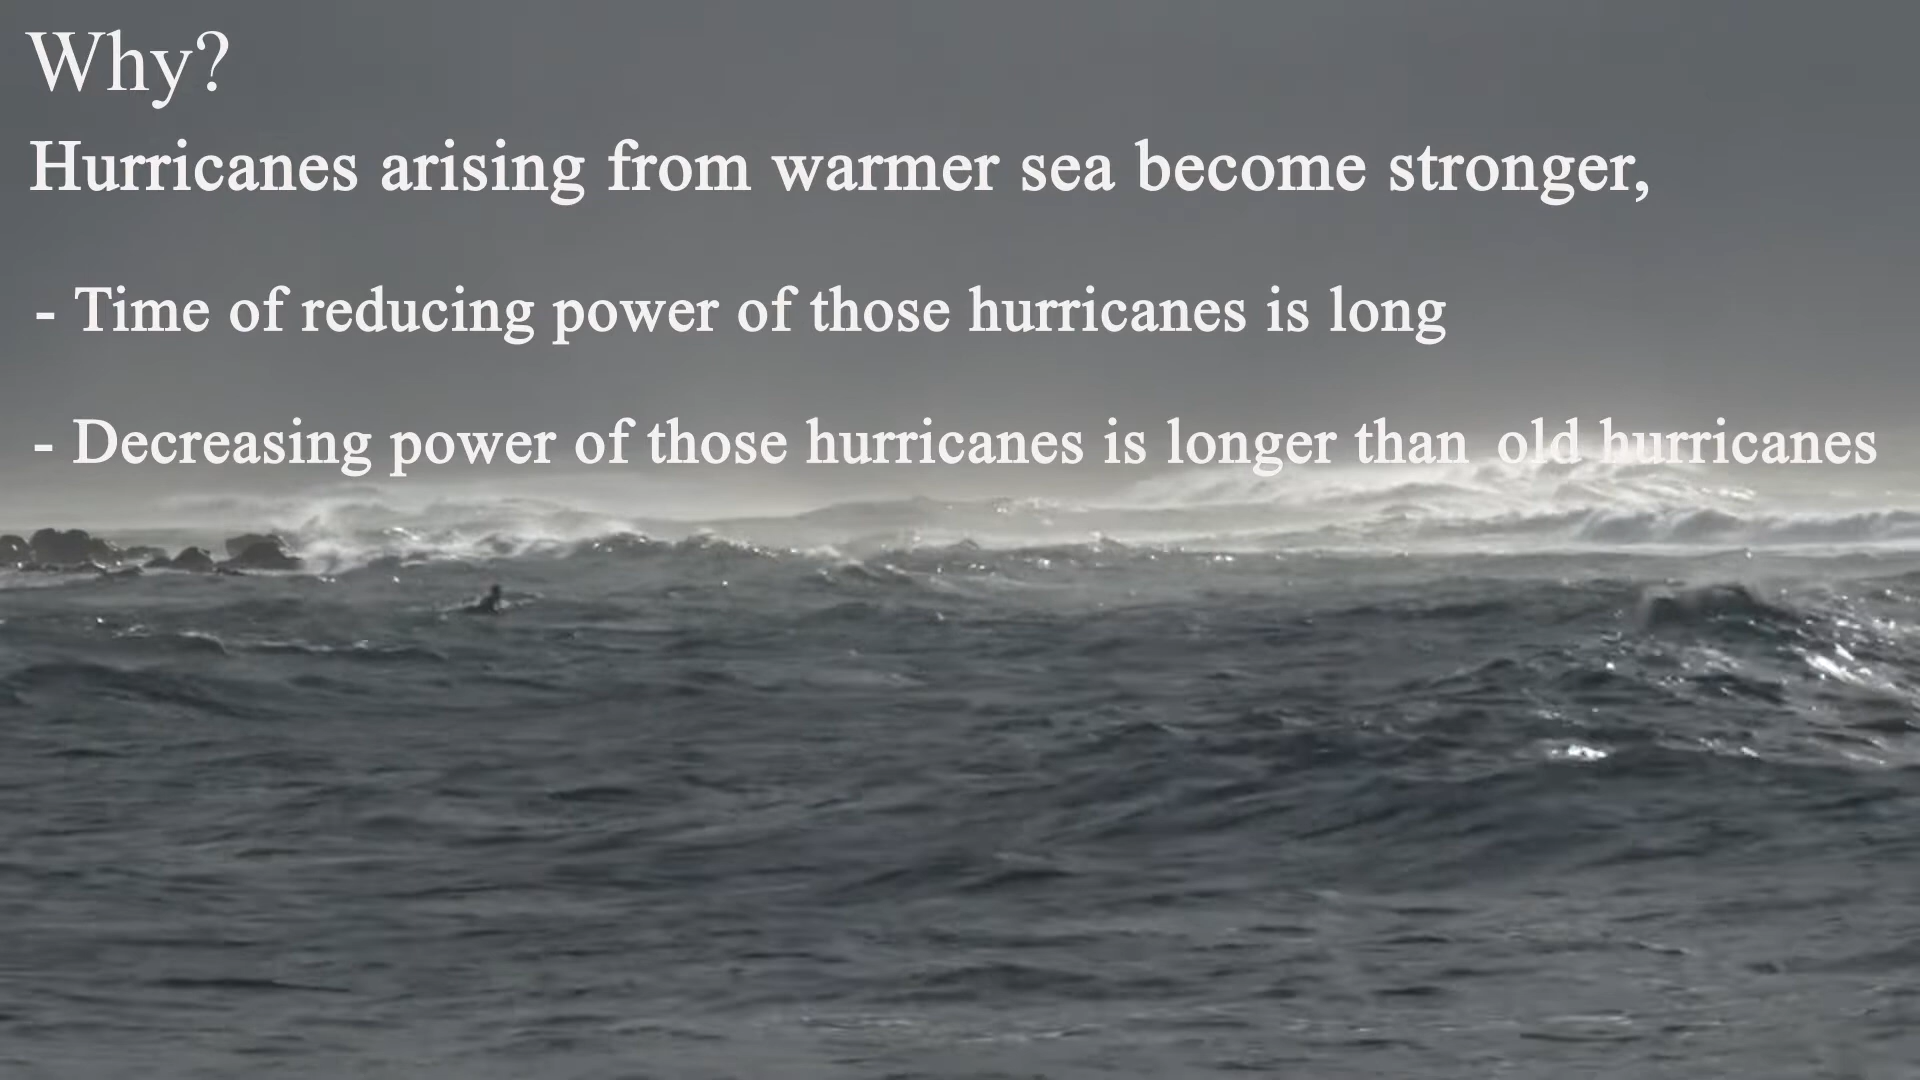 Why?
Hurricanes arising from warmer sea become stronger,
- Time of reducing power of those hurricanes is long
- Decreasing power of those hurricanes is longer than old hurricanes